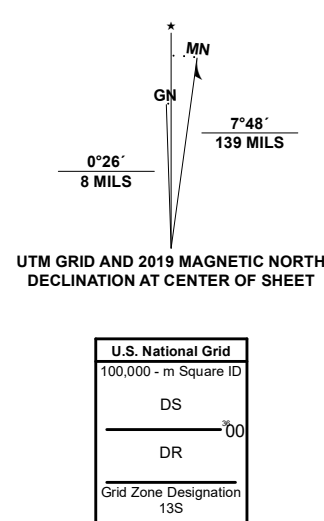 ★
MN
GN
7°48´
139 MILS
0°26´
8 MILS
UTM GRID AND 2019 MAGNETIC NORTH
DECLINATION AT CENTER OF SHEET
U.S. National Grid
100,000 - m Square ID
DS
³⁶00
DR
Grid Zone Designation
13S